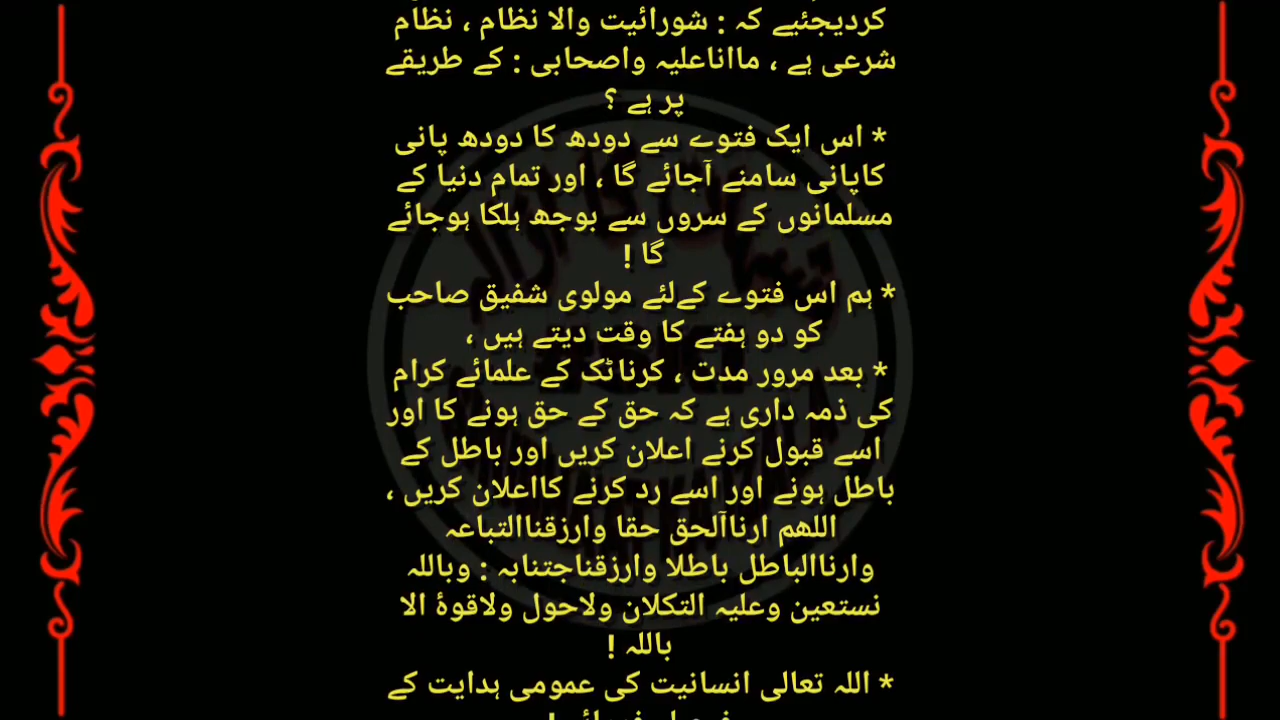 کردیجئیے کہ : شورائیت والا نظام ، نظام
شرعی ہے ، مااناعلیہ واصحابی : کے طریقے
پر ہے ؟
* اس ایک فتوے سے دودھ کا دودھ پانی
کاپانی سامنے آجائے گا ، اور تمام دنیا کے
مسلمانوں کے سروں سے بوجھ ہلکا ہوجائے
گا !
* ہم اس فتوے کےلئے مولوی شفیق صاحب
کو دو ہفتے کا وقت دیتے ہیں ،
* بعد مرور مدت ، کرناٹک کے علمائے کرام
کی ذمہ داری ہے کہ حق کے حق ہونے کا اور
اسے قبول کرنے اعلان کریں اور باطل کے
باطل ہونے اور اسے رد کرنے کااعلان کریں ،
اللھم ارناآلحق حقا وارزقناالتباعہ
وارناالباطل باطلا وارزقناجتنابہ : وباللہ
نستعین وعلیہ التکلان ولاحول ولاقوۃ الا
باللہ !
* اللہ تعالی انسانیت کی عمومی ہدایت کے